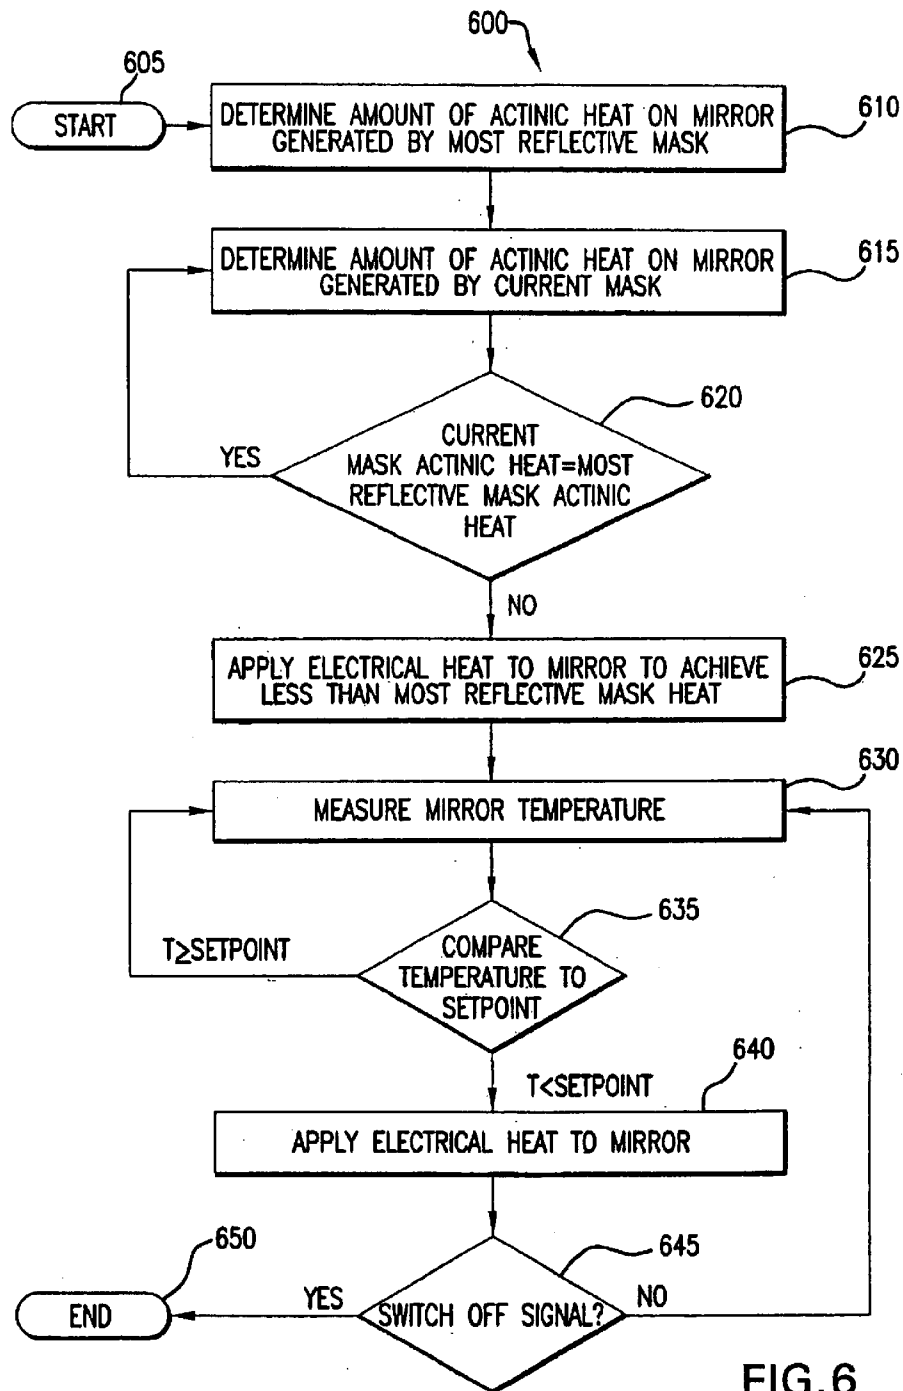 600
605
START
DETERMINE AMOUNT OF ACTINIC HEAT ON MIRROR
GENERATED BY MOST REFLECTIVE MASK
610
DETERMINE AMOUNT OF ACTINIC HEAT ON MIRROR
GENERATED BY CURRENT MASK
615
620
CURRENT
MASK ACTINIC HEAT=MOST
REFLECTIVE MASK ACTINIC
HEAT
YES
NO
APPLY ELECTRICAL HEAT TO MIRROR TO ACHIEVE
LESS THAN MOST REFLECTIVE MASK HEAT
625
630
MEASURE MIRROR TEMPERATURE
635
T≥SETPOINT
COMPARE
TEMPERATURE TO
SETPOINT
T<SETPOINT
640
APPLY ELECTRICAL HEAT TO MIRROR
650
645
END
YES
SWITCH OFF SIGNAL?
NO
FIG.6